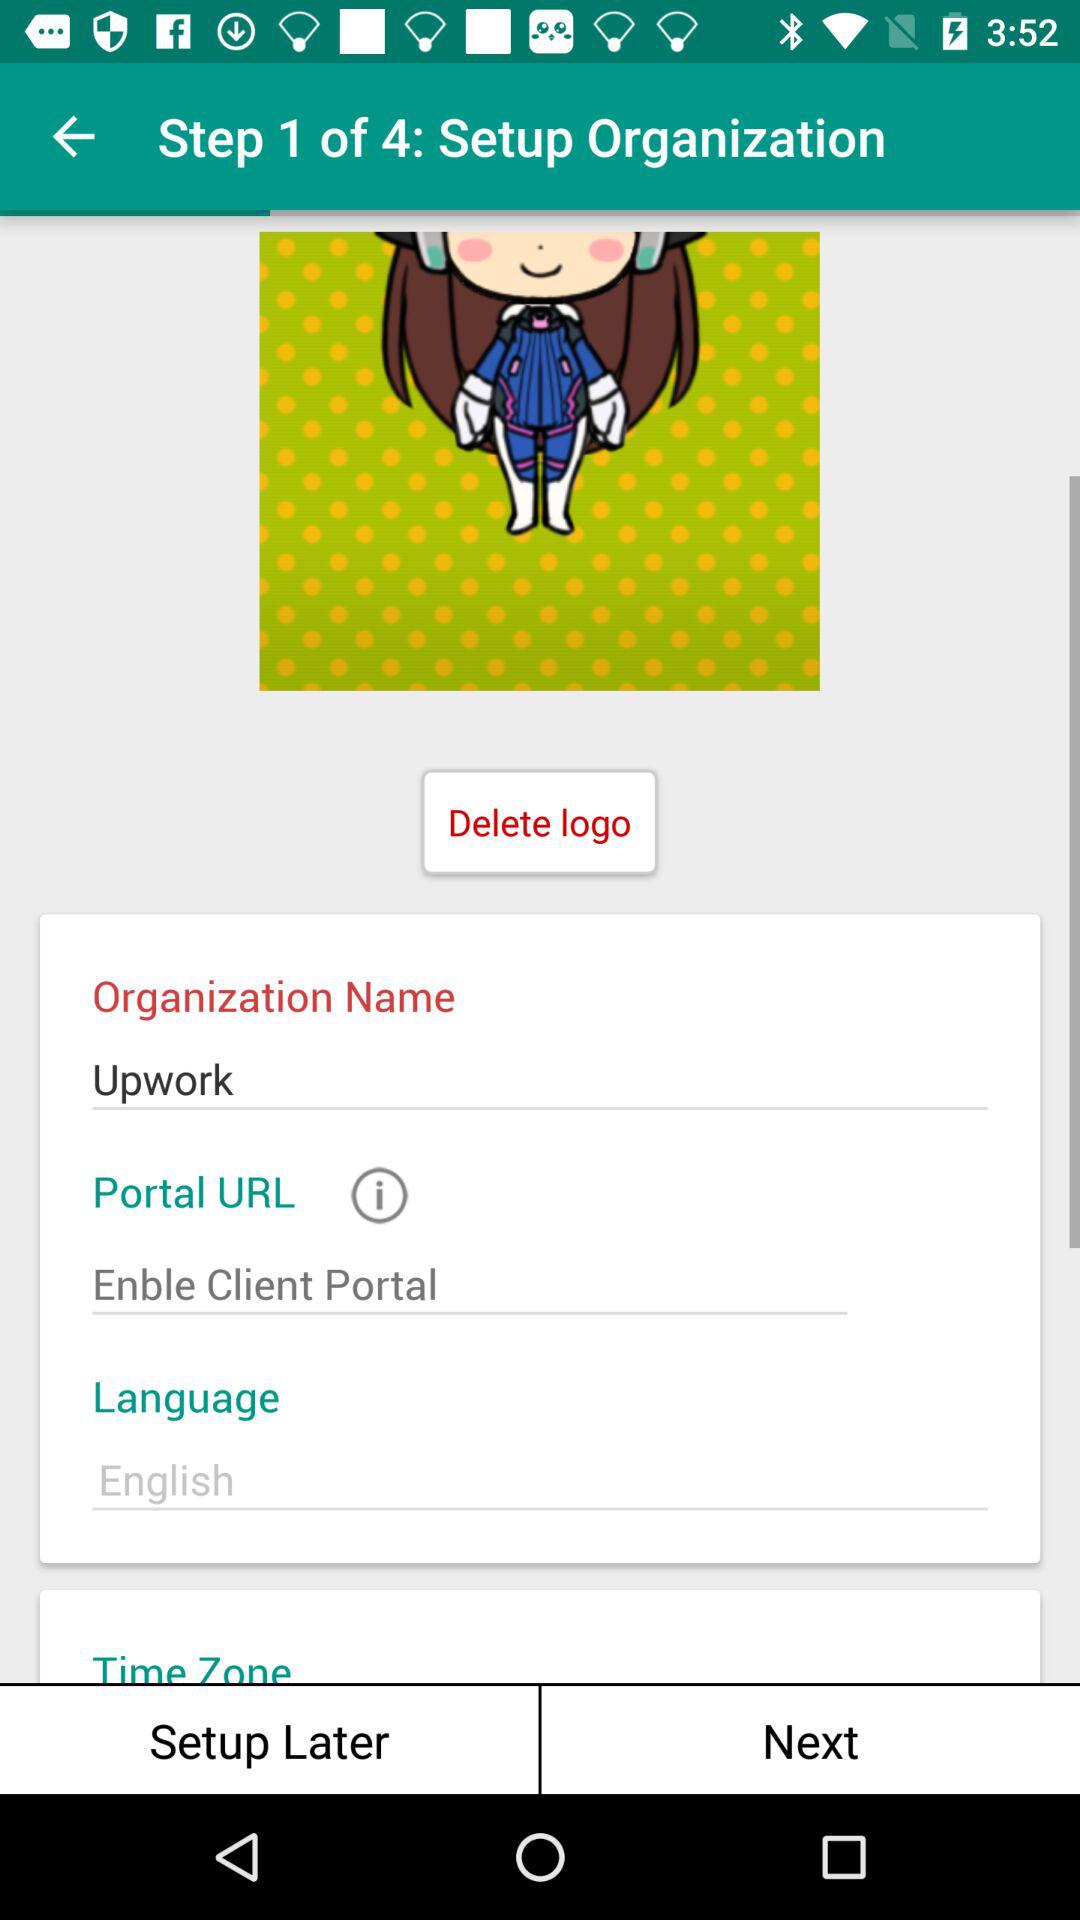 3:52
Step 1 of 4: Setup Organization
Delete logo
Organization Name
Upwork
Portal URL
Enble Client Portal
Language
English
Time Zone
Setup Later
Next